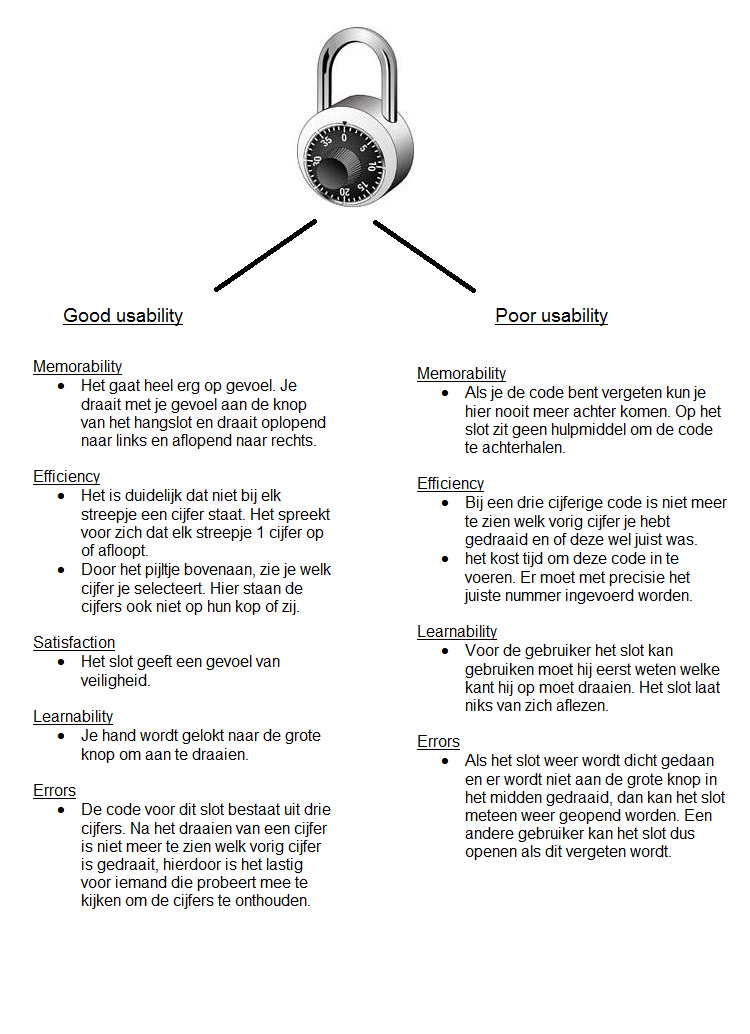 0
5
10
15
20
30
35
Good usability
Memorability
• Het gaat heel erg op gevoel. Je
draait met je gevoel aan de knop
van het hangslot en draait oplopend
naar links en aflopend naar rechts.
Efficiency
• Het is duidelijk dat niet bij elk
streepje een cijfer staat. Het spreekt
voor zich dat elk streepje 1 cijfer op
of afloopt.
• Door het pijltje bovenaan, zie je welk
cijfer je selecteert. Hier staan de
cijfers ook niet op hun kop of zij.
Satisfaction
• Het slot geeft een gevoel van
veiligheid.
Learnability
• Je hand wordt gelokt naar de grote
knop om aan te draaien.
Errors
• De code voor dit slot bestaat uit drie
cijfers. Na het draaien van een cijfer
is niet meer te zien welk vorig cijfer
is gedraait, hierdoor is het lastig
voor iemand die probeert mee te
kijken om de cijfers te onthouden.
Poor usability
Memorability
• Als je de code bent vergeten kun je
hier nooit meer achter komen. Op het
slot zit geen hulpmiddel om de code
te achterhalen.
Efficiency
• Bij een drie cijferige code is niet meer
te zien welk vorig cijfer je hebt
gedraaid en of deze wel juist was.
• het kost tijd om deze code in te
voeren. Er moet met precisie het
juiste nummer ingevoerd worden.
Learnability
• Voor de gebruiker het slot kan
gebruiken moet hij eerst weten welke
kant hij op moet draaien. Het slot laat
niks van zich aflezen.
Errors
• Als het slot weer wordt dicht gedaan
en er wordt niet aan de grote knop in
het midden gedraaid, dan kan het slot
meteen weer geopend worden. Een
andere gebruiker kan het slot dus
openen als dit vergeten wordt.